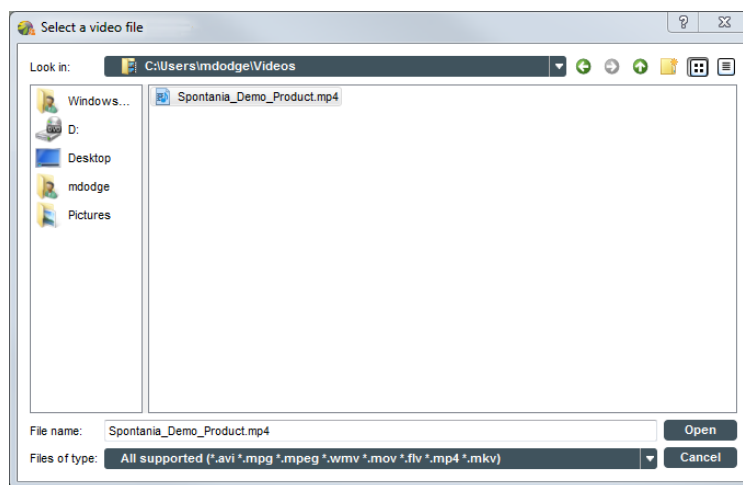 Select a video file
Look in:
C:\Users\mdodge\Videos
Windows...
D:
Desktop
mdodge
Pictures
Spontania_Demo_Product.mp4
File name:
Spontania_Demo_Product.mp4
Open
Files of type:
All supported (*.avi *.mpg *.mpeg *.wmv *.mov *.flv *.mp4 *.mkv)
Cancel